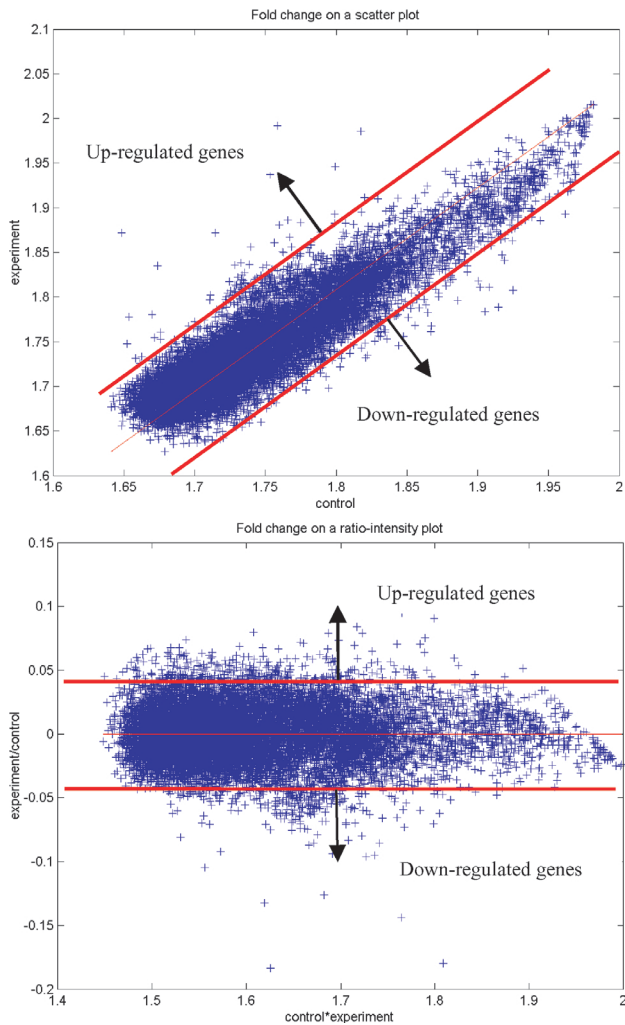 Fold change on a scatter plot
2.1
2.05
2
1.95
1.9
1.85
1.8
1.75
1.7
1.65
1.6
experiment
Up-regulated genes
Down-regulated genes
1.6 1.65 1.7 1.75 1.8 1.85 1.9 1.95 2
control
Fold change on a ratio-intensity plot
0.15
0.1
0.05
0
-0.05
-0.1
-0.15
-0.2
experiment/control
Up-regulated genes
Down-regulated genes
1.4 1.5 1.6 1.7 1.8 1.9 2
control*experiment